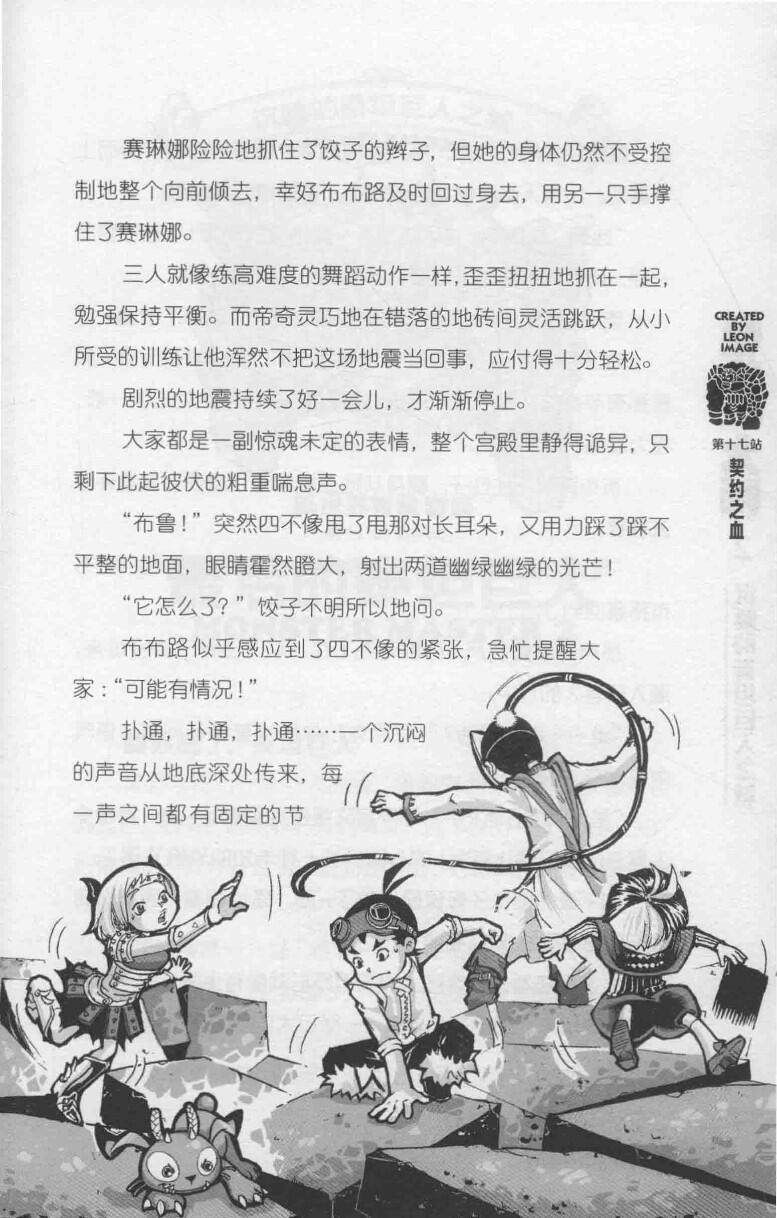 赛琳娜险险地抓住了饺子的辫子，但她的身体仍然不受控
制地整个向前倾去，幸好布布路及时回过身去，用另一只手撑
住了赛琳娜。
三人就像练高难度的舞蹈动作一样，歪歪扭扭地抓在一起，
勉强保持平衡。而帝奇灵巧地在错落的地砖间灵活跳跃，从小
所受的训练让他浑然不把这场地震当回事，应付得十分轻松。
剧烈的地震持续了好一会儿，才渐渐停止。
大家都是一副惊魂未定的表情，整个宫殿里静得诡异，只
剩下此起彼伏的粗重喘息声。
“布鲁！”突然四不像甩了甩那对长耳朵，又用力踩了踩不
平整的地面，眼睛霍然瞪大，射出两道幽绿幽绿的光芒！
“它怎么了？”饺子不明所以地问。
布布路似乎感应到了四不像的紧张，急忙提醒大
家：“可能有情况！”
扑通，扑通，扑通……一个沉闷
的声音从地底深处传来，每
一声之间都有固定的节
CREATED
BY
LEON
IMAGE
第十七站
契约之血